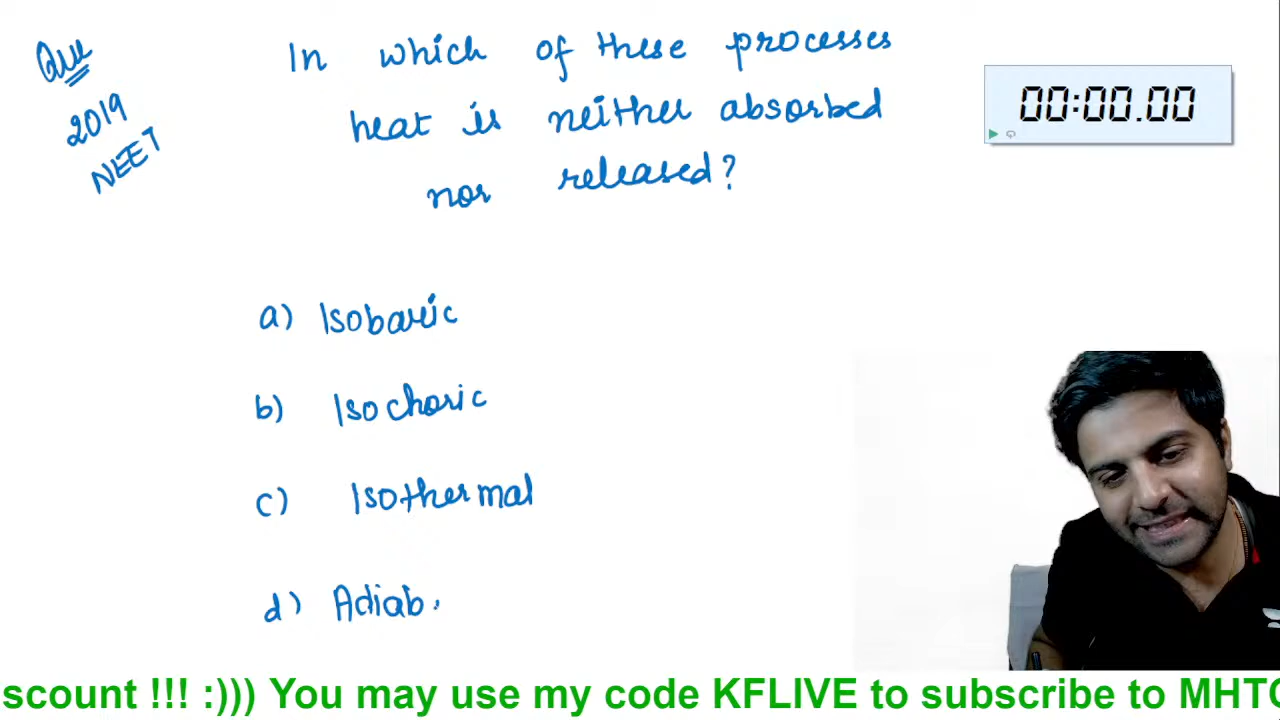 Que
2019
NEET
In which of these processes
heat is neither absorbed
nor released?
00:00.00
a) Isobaric
b) Isochoric
c) Isothermal
d) Adiab
scount !!! :))) You may use my code KFLIVE to subscribe to MHTC